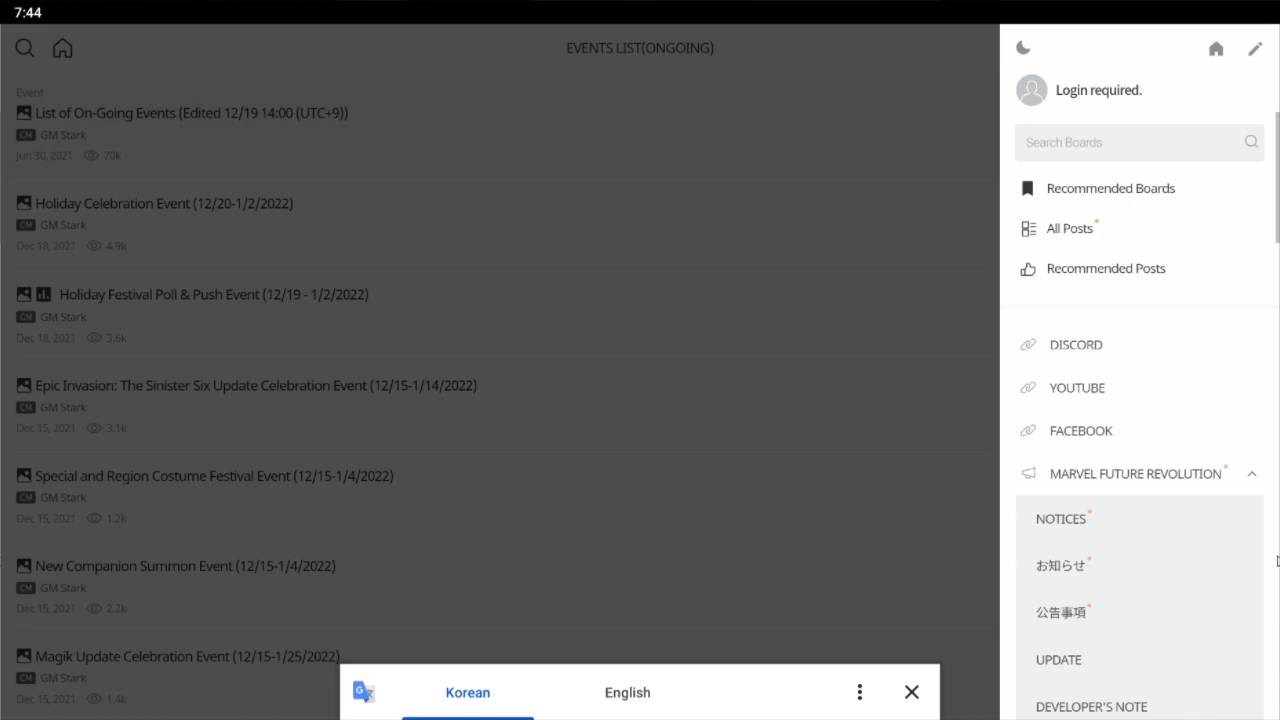 7:44
EVENTS LIST(ONGOING)
Event
List of On-Going Events (Edited 12/19 14:00 (UTC+9))
CM GM Stark
Jun 30, 2021 70k
Holiday Celebration Event (12/20-1/2/2022)
CM GM Stark
Dec 18, 2021 4.9k
Holiday Festival Poll & Push Event (12/19 - 1/2/2022)
CM GM Stark
Dec 18, 2021 3.6k
Epic Invasion: The Sinister Six Update Celebration Event (12/15-1/14/2022)
CM GM Stark
Dec 15, 2021 3.1k
Special and Region Costume Festival Event (12/15-1/4/2022)
CM GM Stark
Dec 15, 2021 1.2k
New Companion Summon Event (12/15-1/4/2022)
CM GM Stark
Dec 15, 2021 2.2k
Magik Update Celebration Event (12/15-1/25/2022)
CM GM Stark
Dec 15, 2021 1.4k
Login required.
Search Boards
Recommended Boards
All Posts
Recommended Posts
DISCORD
YOUTUBE
FACEBOOK
MARVEL FUTURE REVOLUTION
NOTICES
お知らせ
公告事項
UPDATE
DEVELOPER'S NOTE
G Korean English